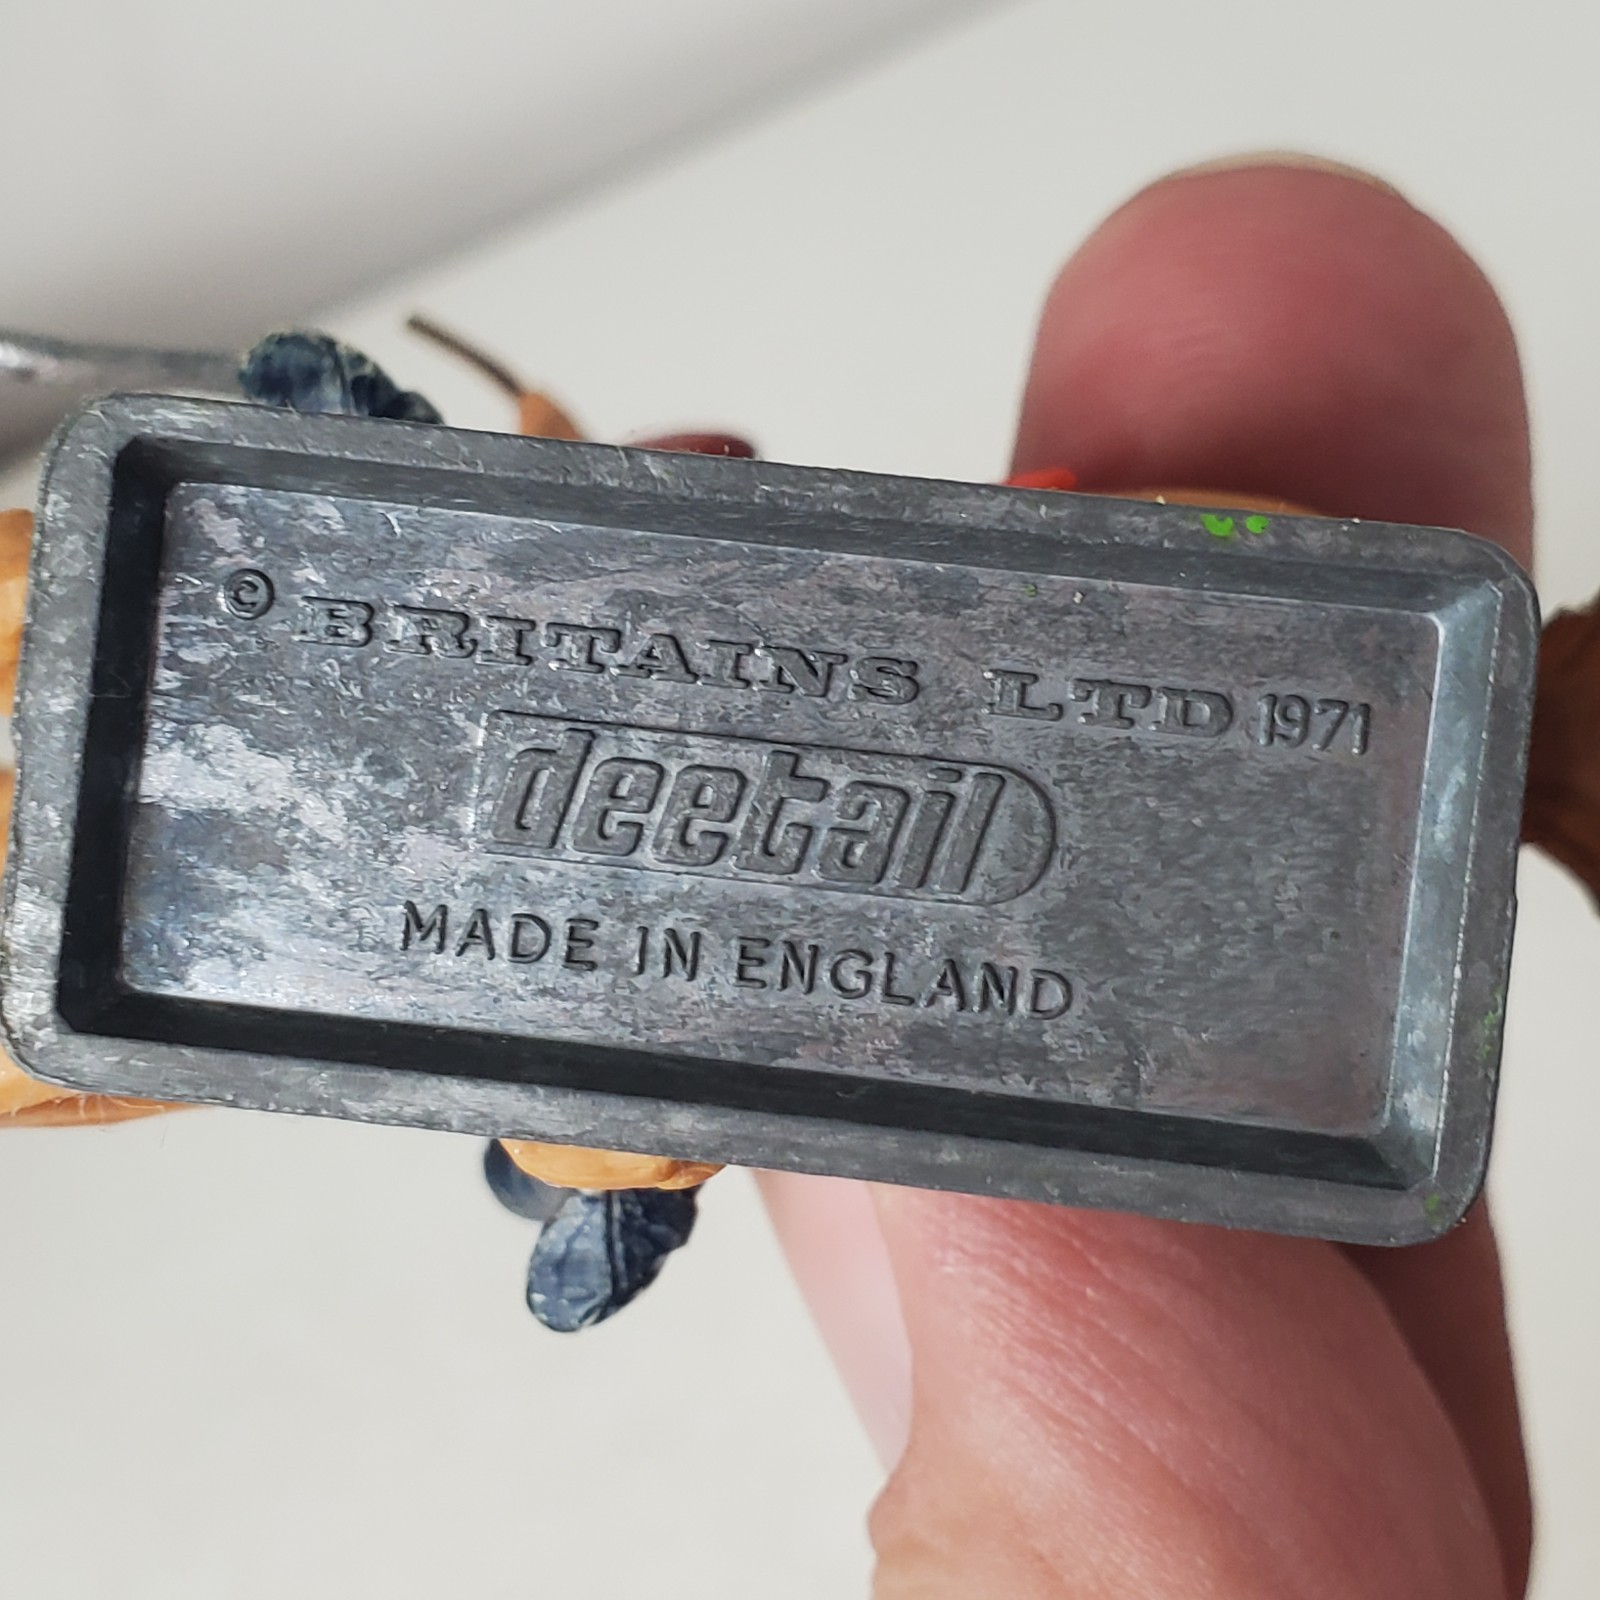 © BRITAINS LTD 1971
deetail
MADE IN ENGLAND